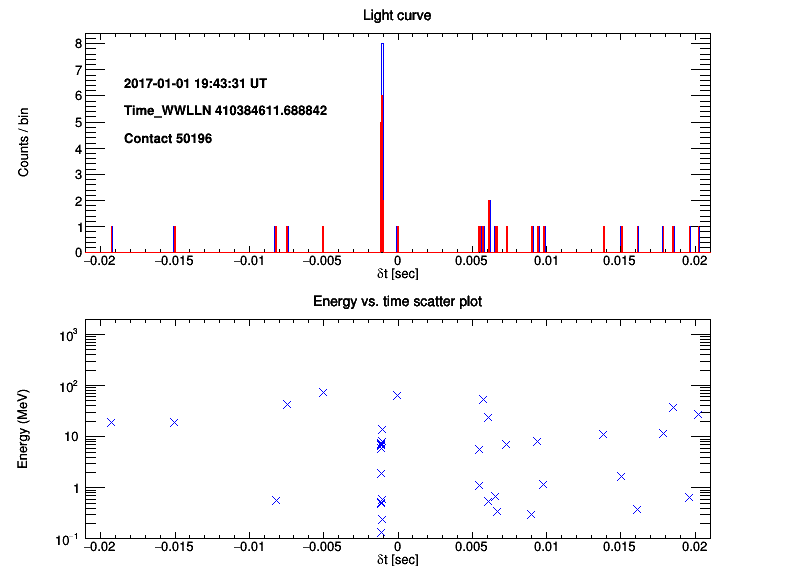 Light curve
Counts / bin
8
7
6
5
4
3
2
1
0
2017-01-01 19:43:31 UT
Time_WWLLN 410384611.688842
Contact 50196
−0.02 −0.015 −0.01 −0.005 0 0.005 0.01 0.015 0.02
δt [sec]
Energy vs. time scatter plot
Energy (MeV)
10³
10²
10
1
10⁻¹
−0.02 −0.015 −0.01 −0.005 0 0.005 0.01 0.015 0.02
δt [sec]